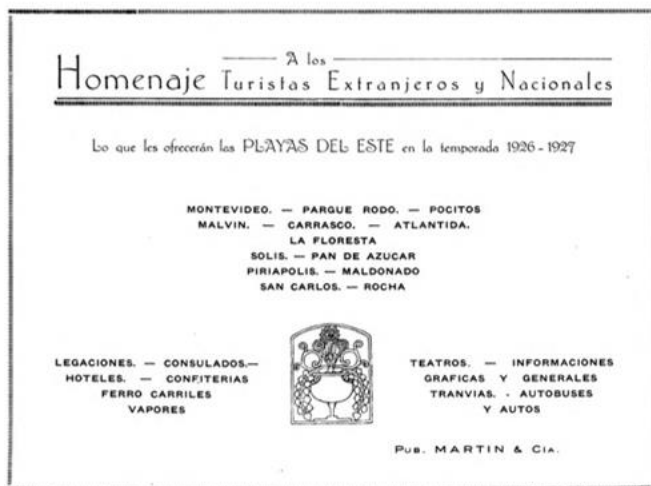 A los
Homenaje Turistas Extranjeros y Nacionales
Lo que les ofrecerán las PLAYAS DEL ESTE en la temporada 1926 - 1927
MONTEVIDEO. — PARGUE RODO. — POCITOS
MALVIN. — CARRASCO. — ATLANTIDA.
LA FLORESTA
SOLIS. — PAN DE AZUCAR
PIRIAPOLIS. — MALDONADO
SAN CARLOS. — ROCHA
LEGACIONES. — CONSULADOS.—
HOTELES. — CONFITERIAS
FERRO CARRILES
VAPORES
TEATROS. — INFORMACIONES
GRAFICAS Y GENERALES
TRANVIAS. - AUTOBUSES
Y AUTOS
PUB. MARTIN & CIA.